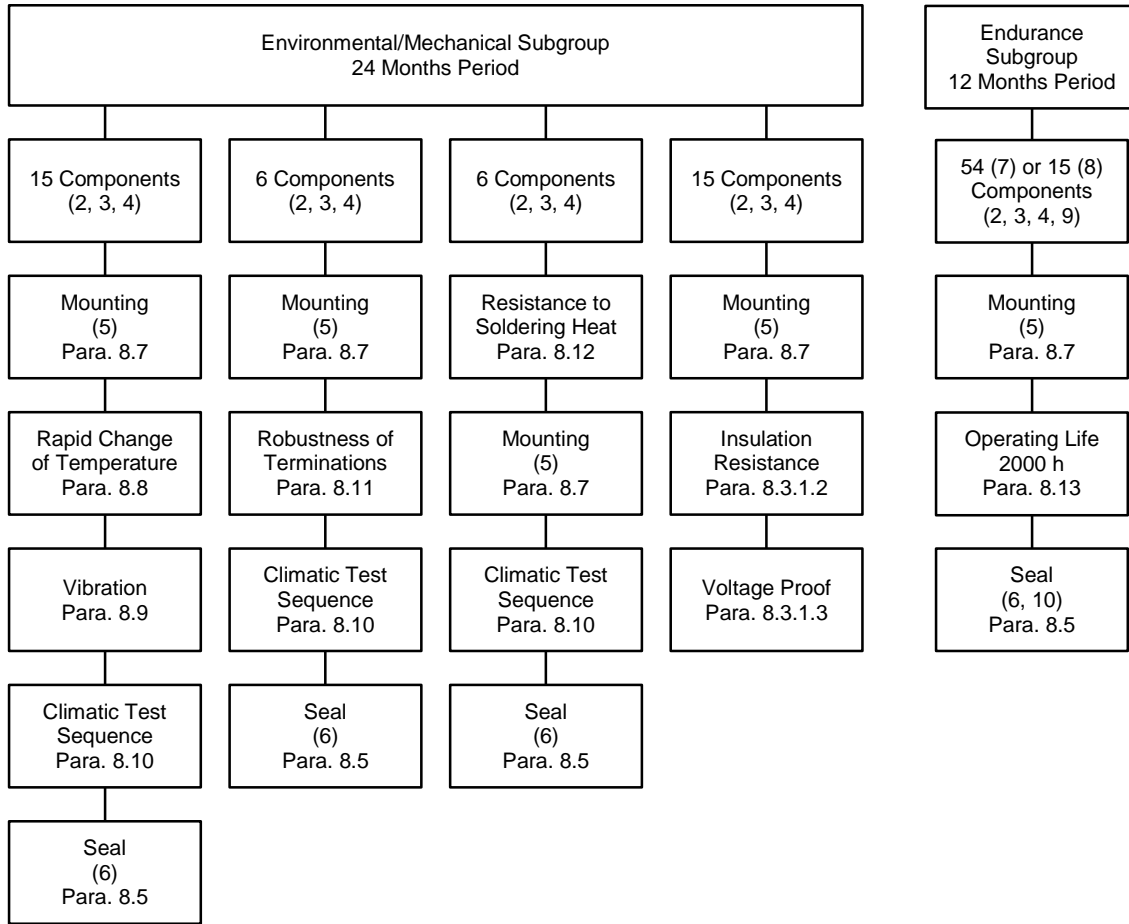 Environmental/Mechanical Subgroup
24 Months Period
15 Components
(2, 3, 4)
Mounting
(5)
Para. 8.7
Rapid Change
of Temperature
Para. 8.8
Vibration
Para. 8.9
Climatic Test
Sequence
Para. 8.10
Seal
(6)
Para. 8.5
6 Components
(2, 3, 4)
Mounting
(5)
Para. 8.7
Robustness of
Terminations
Para. 8.11
Climatic Test
Sequence
Para. 8.10
Seal
(6)
Para. 8.5
6 Components
(2, 3, 4)
Resistance to
Soldering Heat
Para. 8.12
Mounting
(5)
Para. 8.7
Climatic Test
Sequence
Para. 8.10
Seal
(6)
Para. 8.5
15 Components
(2, 3, 4)
Mounting
(5)
Para. 8.7
Insulation
Resistance
Para. 8.3.1.2
Voltage Proof
Para. 8.3.1.3
Endurance
Subgroup
12 Months Period
54 (7) or 15 (8)
Components
(2, 3, 4, 9)
Mounting
(5)
Para. 8.7
Operating Life
2000 h
Para. 8.13
Seal
(6, 10)
Para. 8.5